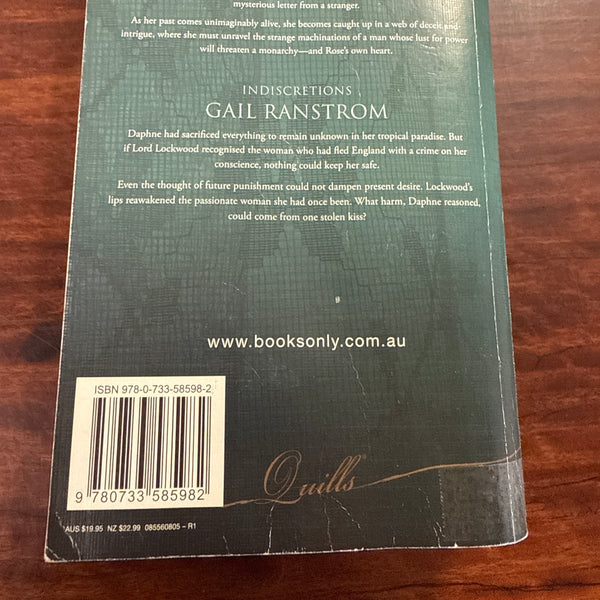 mysterious letter from a stranger.
As her past comes unimaginably alive, she becomes caught up in a web of deceit and
intrigue, where she must unravel the strange machinations of a man whose lust for power
will threaten a monarchy—and Rose's own heart.
INDISCRETIONS
GAIL RANSTROM
Daphne had sacrificed everything to remain unknown in her tropical paradise. But
if Lord Lockwood recognised the woman who had fled England with a crime on her
conscience, nothing could keep her safe.
Even the thought of future punishment could not dampen present desire. Lockwood's
lips reawakened the passionate woman she had once been. What harm, Daphne reasoned,
could come from one stolen kiss?
www.booksonly.com.au
ISBN 978-0-733-58598-2
9 780733 585982
Quills
AUS $19.95 NZ $22.99 085560805 – R1